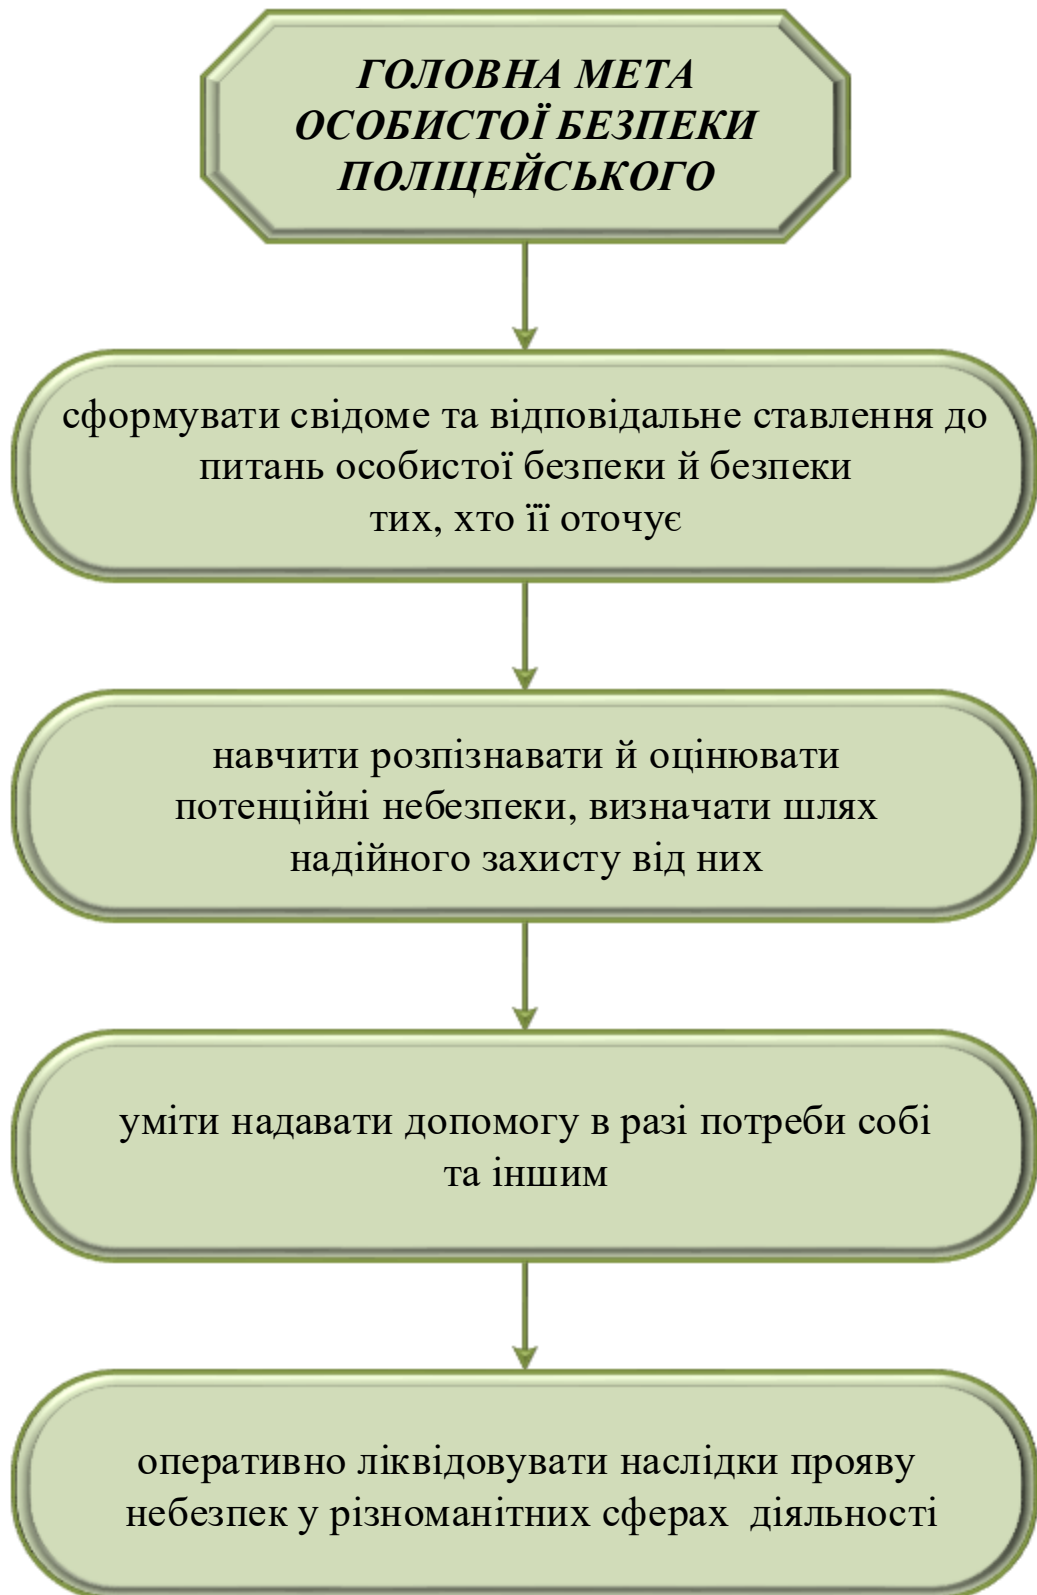 ГОЛОВНА МЕТА
ОСОБИСТОЇ БЕЗПЕКИ
ПОЛІЦЕЙСЬКОГО
сформувати свідоме та відповідальне ставлення до
питань особистої безпеки й безпеки
тих, хто її оточує
навчити розпізнавати й оцінювати
потенційні небезпеки, визначати шлях
надійного захисту від них
уміти надавати допомогу в разі потреби собі
та іншим
оперативно ліквідовувати наслідки прояву
небезпек у різноманітних сферах діяльності